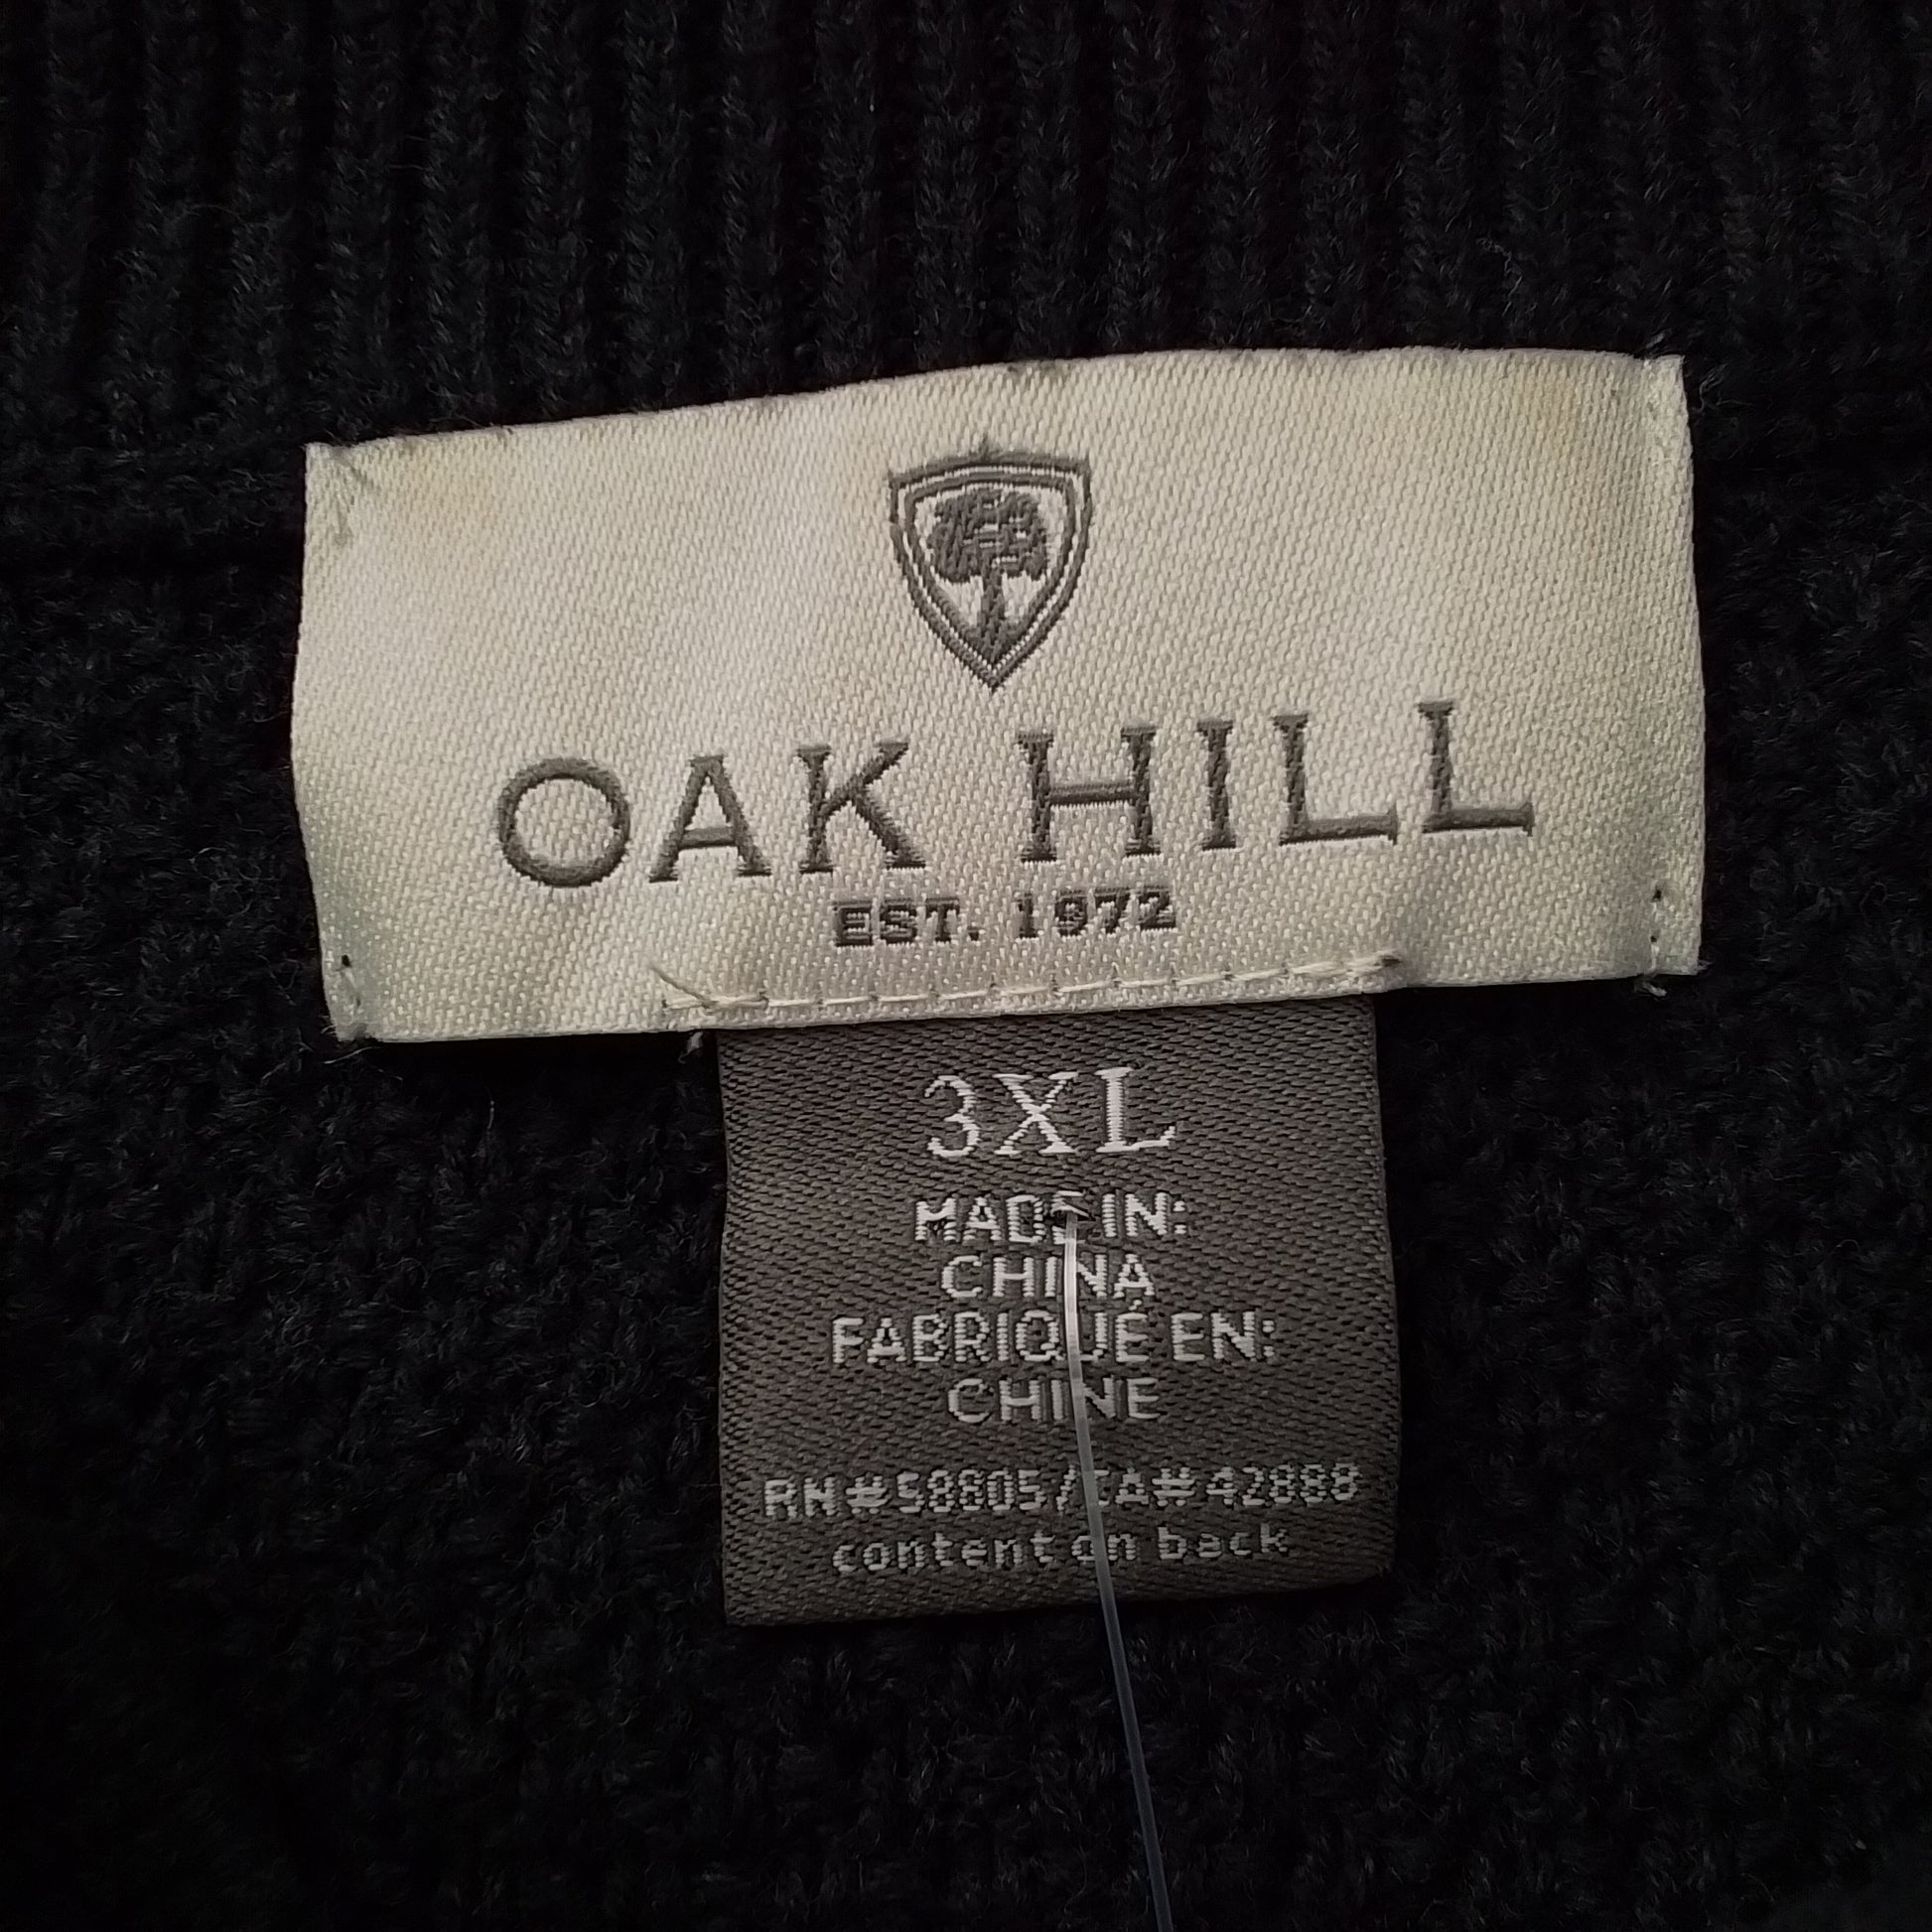 OAK HILL
EST. 1972
3XL
MADE IN:
CHINA
FABRIQUÉ EN:
CHINE
RN#58805/CA#42888
content on back